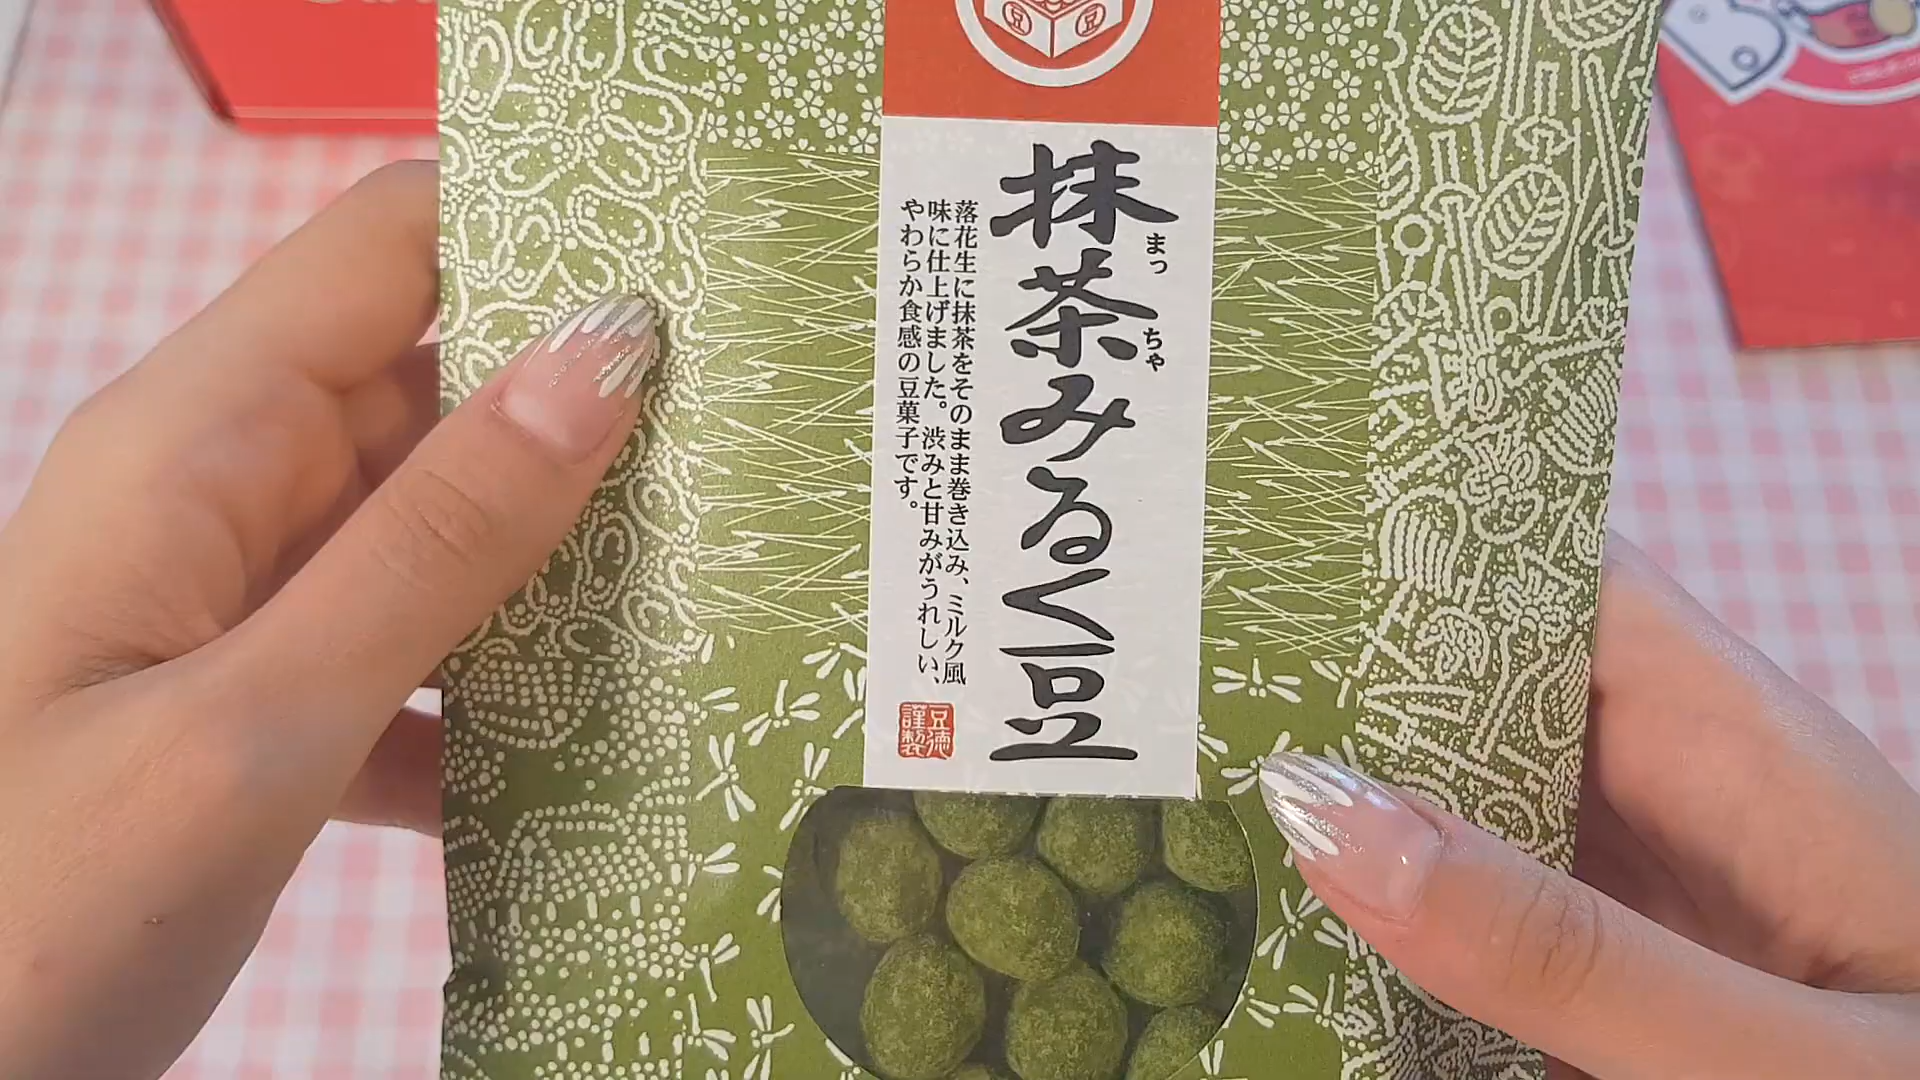 豆 豆
抹茶みるく豆
まっ ちゃ
落花生に抹茶をそのまま巻き込み、ミルク風
味に仕上げました。渋みと甘みがうれしい、
やわらか食感の豆菓子です。
豆徳
謹製